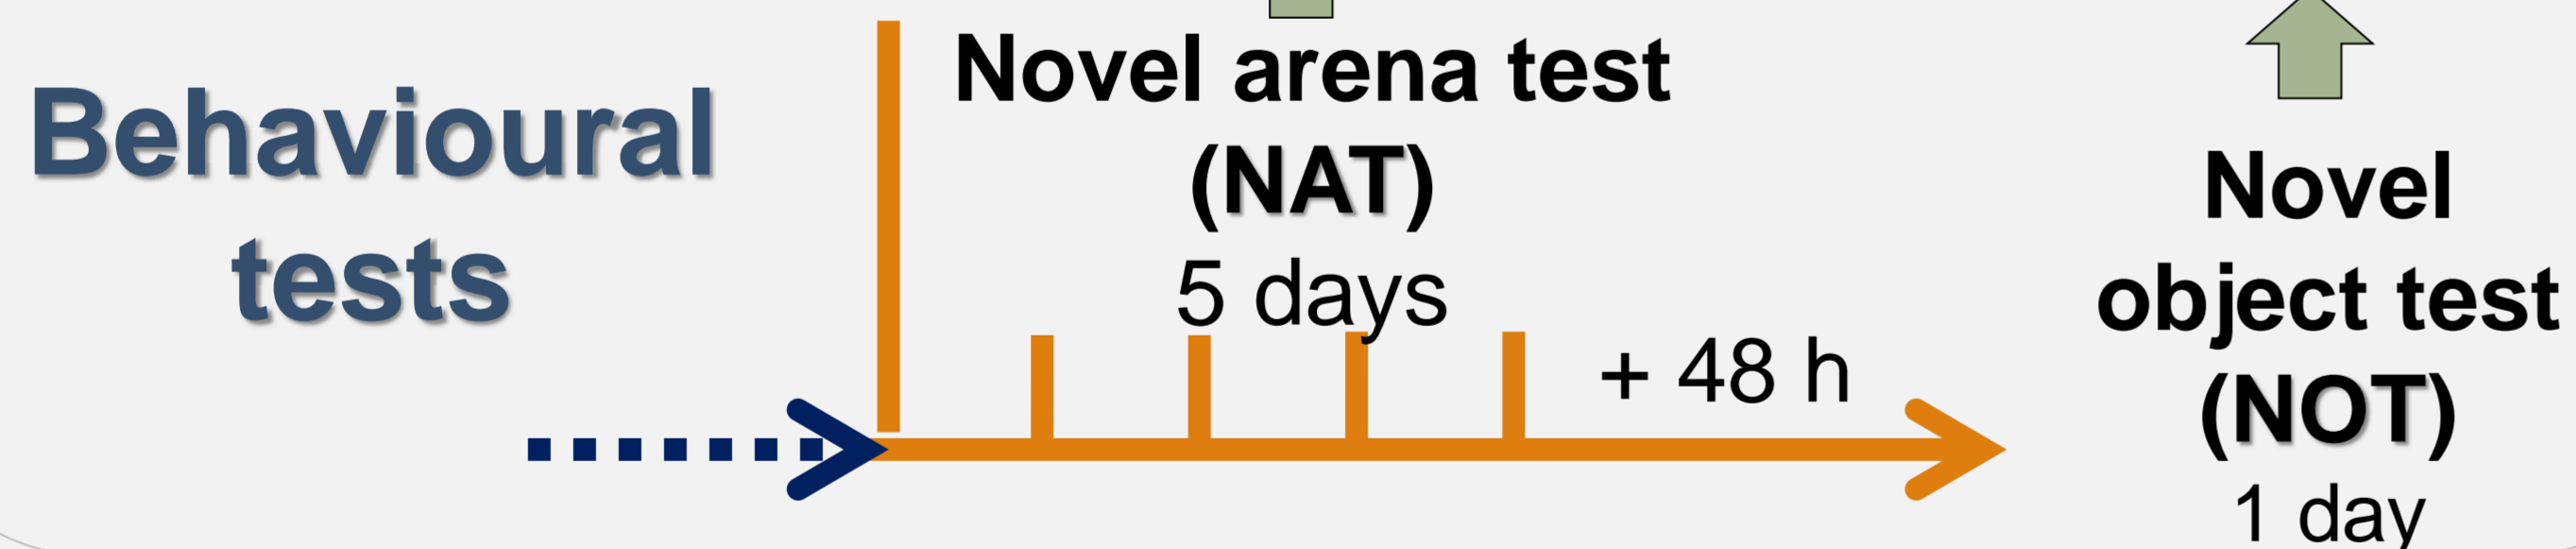 Behavioural
tests
Novel arena test
(NAT)
5 days
+ 48 h
Novel
object test
(NOT)
1 day